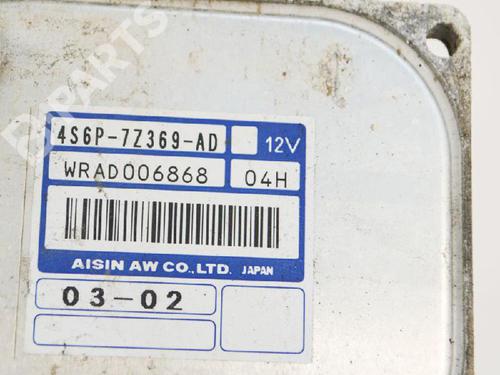 4S6P-7Z369-AD 12V
WRAD006868 04H
AISIN AW CO.,LTD. JAPAN
03-02